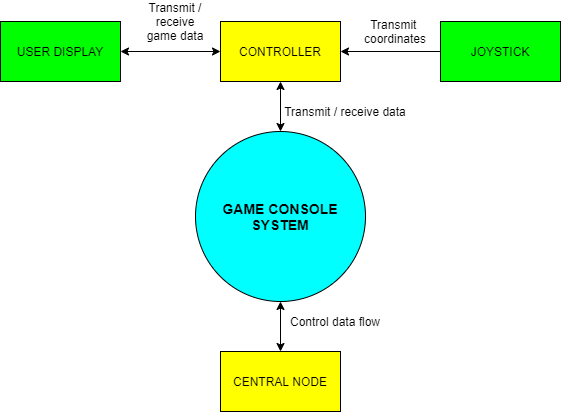 Transmit /
receive
game data
Transmit
coordinates
USER DISPLAY
CONTROLLER
JOYSTICK
Transmit / receive data
GAME CONSOLE
SYSTEM
Control data flow
CENTRAL NODE